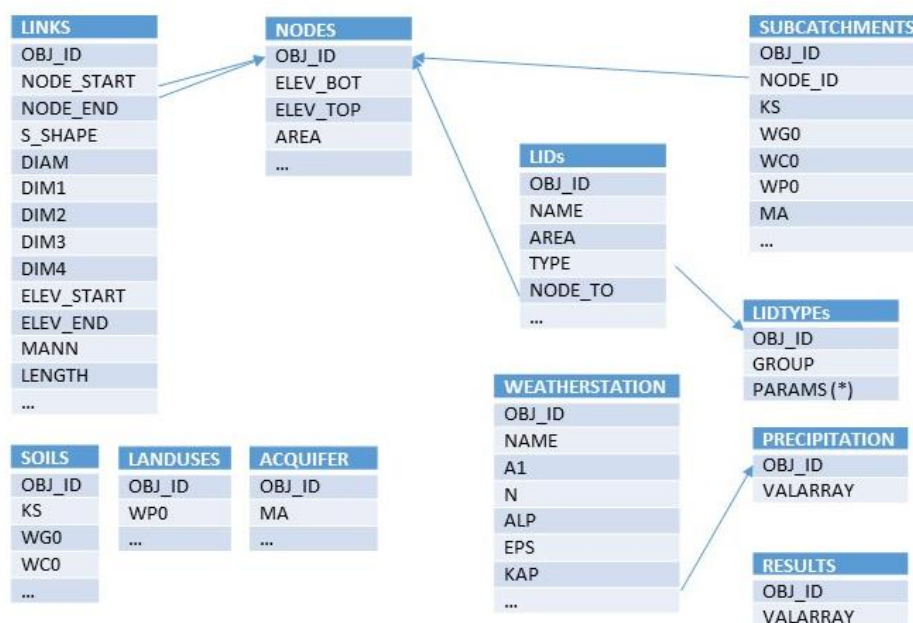 LINKS
OBJ_ID
NODE_START
NODE_END
S_SHAPE
DIAM
DIM1
DIM2
DIM3
DIM4
ELEV_START
ELEV_END
MANN
LENGTH
...
NODES
OBJ_ID
ELEV_BOT
ELEV_TOP
AREA
...
SUBCATCHMENTS
OBJ_ID
NODE_ID
KS
WG0
WC0
WP0
MA
...
LIDs
OBJ_ID
NAME
AREA
TYPE
NODE_TO
...
LIDTYPEs
OBJ_ID
GROUP
PARAMS (*)
WEATHERSTATION
OBJ_ID
NAME
A1
N
ALP
EPS
KAP
...
PRECIPITATION
OBJ_ID
VALARRAY
SOILS
OBJ_ID
KS
WG0
WC0
...
LANDUSES
OBJ_ID
WP0
...
ACQUIFER
OBJ_ID
MA
...
RESULTS
OBJ_ID
VALARRAY